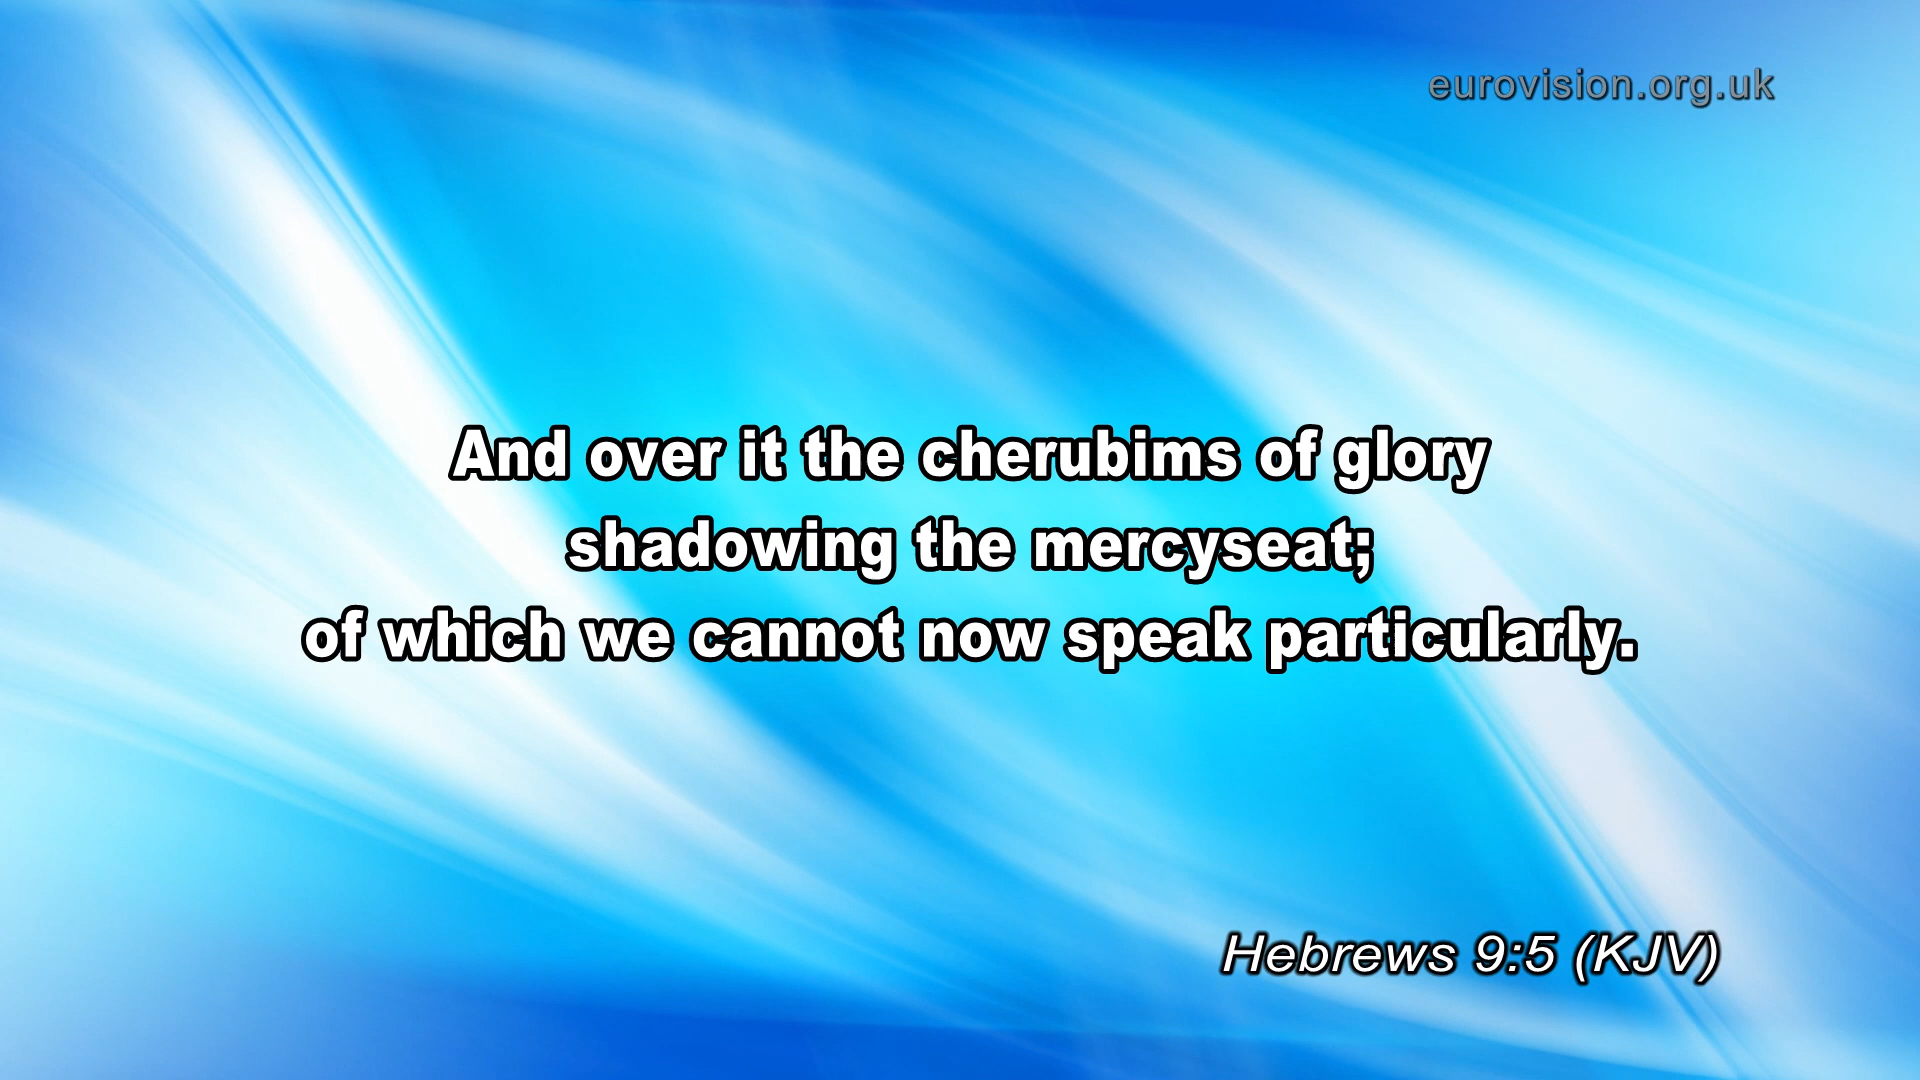 eurovision.org.uk
And over it the cherubims of glory
shadowing the mercyseat;
of which we cannot now speak particularly.
Hebrews 9:5 (KJV)